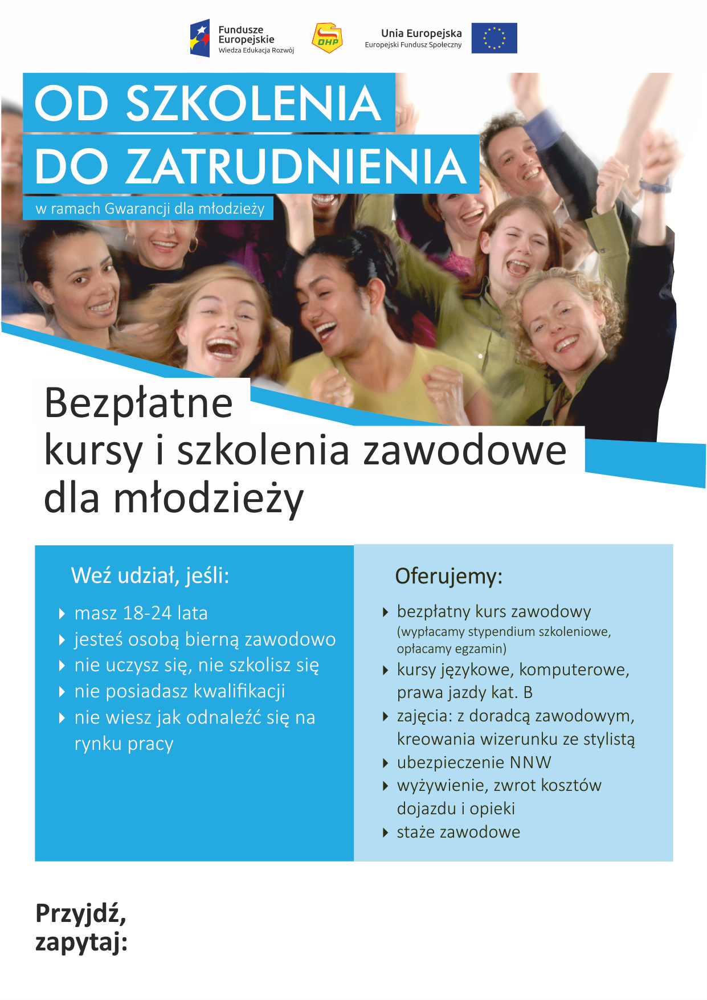 Fundusze
Europejskie
Wiedza Edukacja Rozwój
OHP
Unia Europejska
Europejski Fundusz Społeczny
OD SZKOLENIA
DO ZATRUDNIENIA
w ramach Gwarancji dla młodzieży
Bezpłatne
kursy i szkolenia zawodowe
dla młodzieży
Weź udział, jeśli:
masz 18-24 lata
jesteś osobą bierną zawodowo
nie uczysz się, nie szkolisz się
nie posiadasz kwalifikacji
nie wiesz jak odnaleźć się na
rynku pracy
Oferujemy:
bezpłatny kurs zawodowy
(wypłacamy stypendium szkoleniowe,
opłacamy egzamin)
kursy językowe, komputerowe,
prawa jazdy kat. B
zajęcia: z doradcą zawodowym,
kreowania wizerunku ze stylistą
ubezpieczenie NNW
wyżywienie, zwrot kosztów
dojazdu i opieki
staże zawodowe
Przyjdź,
zapytaj: